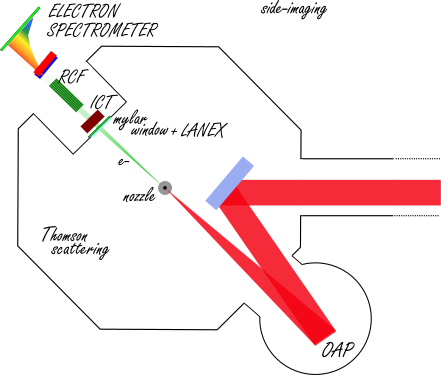 side-imaging
ELECTRON
SPECTROMETER
RCF
ICT
mylar
window + LANEX
e-
nozzle
Thomson
scattering
OAP